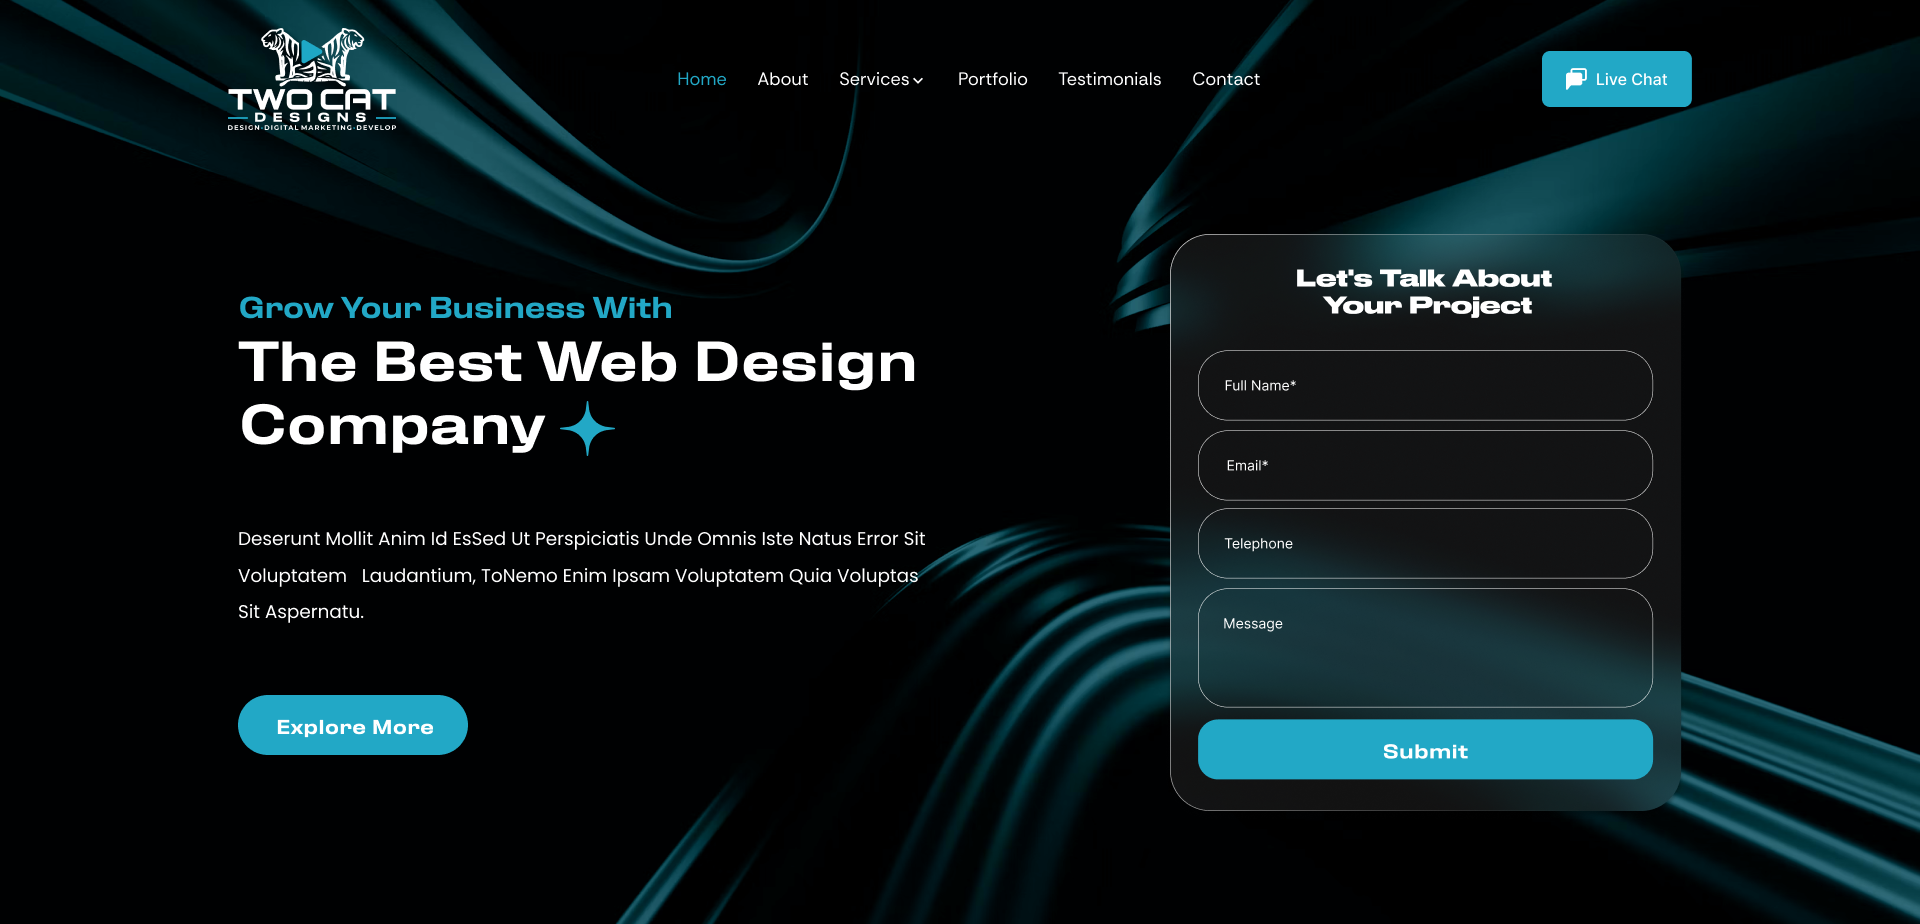 TWO CAT
DESIGNS
DESIGN-DIGITAL MARKETING-DEVELOP
Home About Services Portfolio Testimonials Contact
Live Chat
Grow Your Business With
The Best Web Design
Company
Deserunt Mollit Anim Id EsSed Ut Perspiciatis Unde Omnis Iste Natus Error Sit
Voluptatem Laudantium, ToNemo Enim Ipsam Voluptatem Quia Voluptas
Sit Aspernatu.
Explore More
Let's Talk About
Your Project
Full Name*
Email*
Telephone
Message
Submit